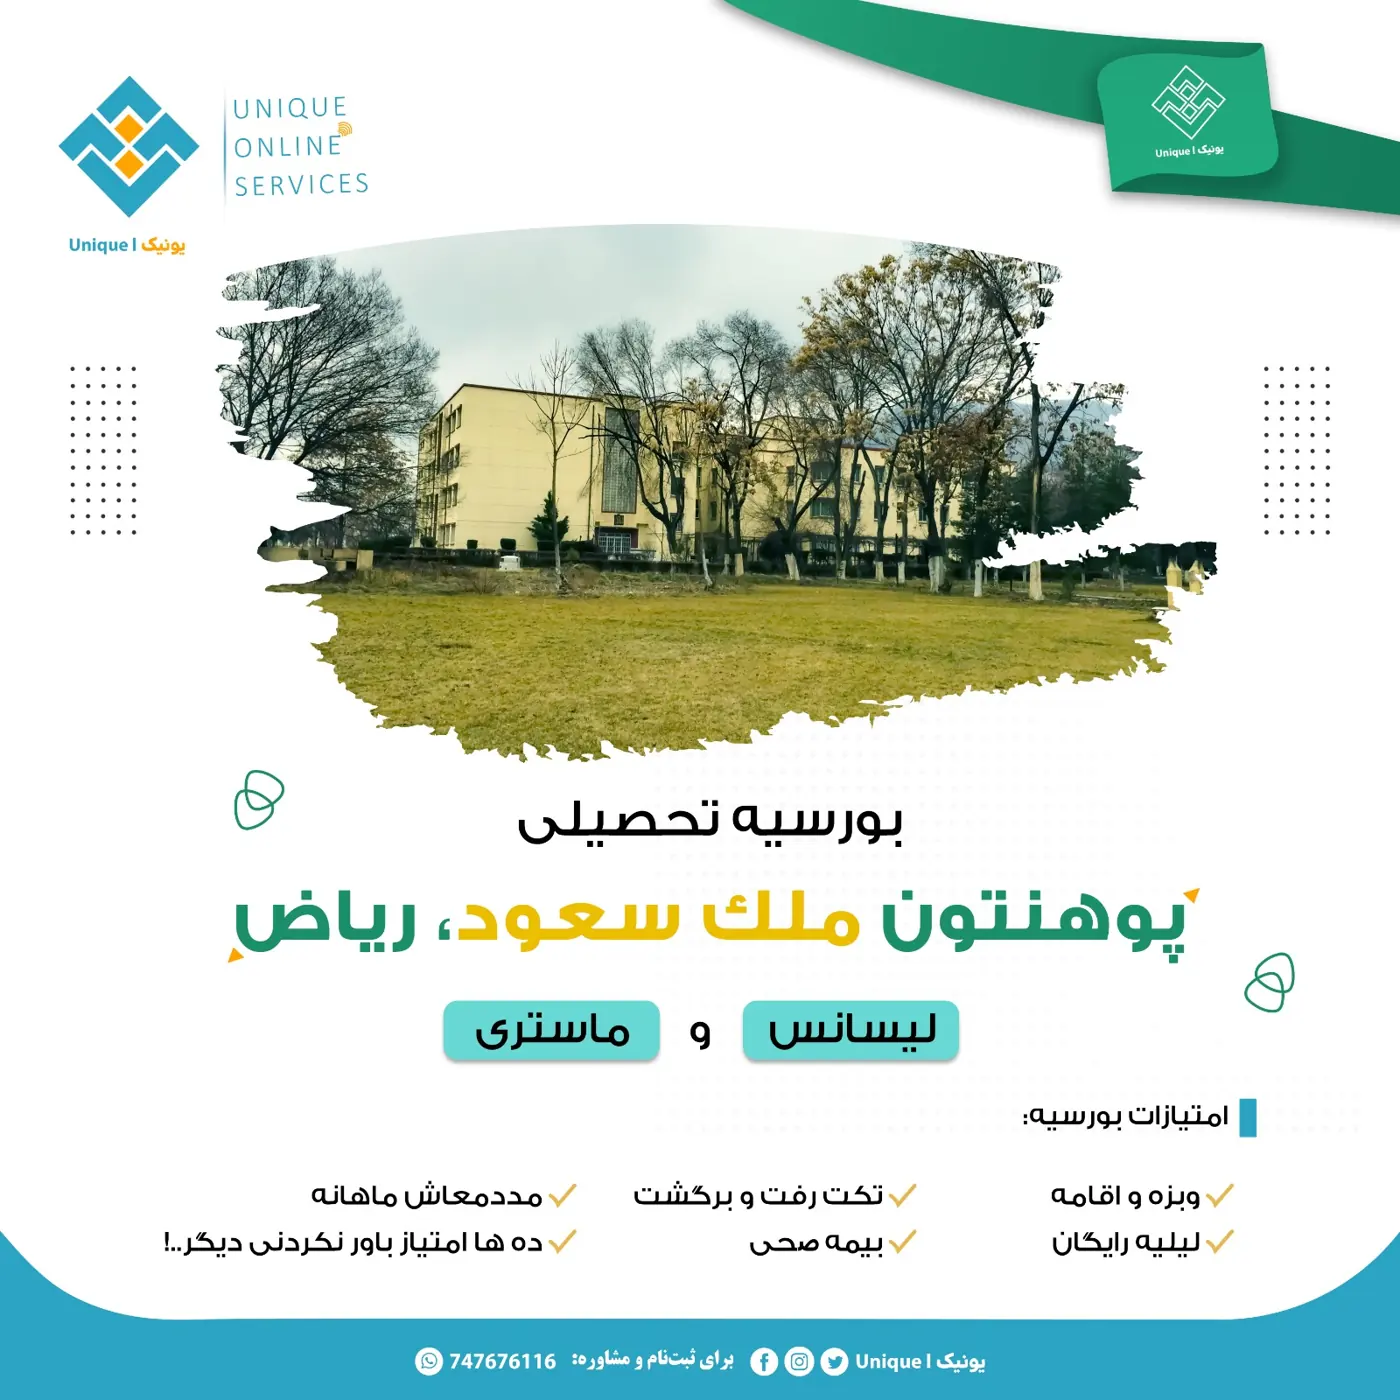 UNIQUE
ONLINE
SERVICES
Unique | یونیک
Unique | یونیک
بورسیه تحصیلی
پوهنتون ملك سعود، ریاض
لیسانس و ماستری
امتیازات بورسیه:
ویزه و اقامه
تکت رفت و برگشت
مددمعاش ماهانه
لیلیه رایگان
بیمه صحی
ده ها امتیاز باور نکردنی دیگر..!
یونیک | Unique
برای ثبت‌نام و مشاوره: 747676116